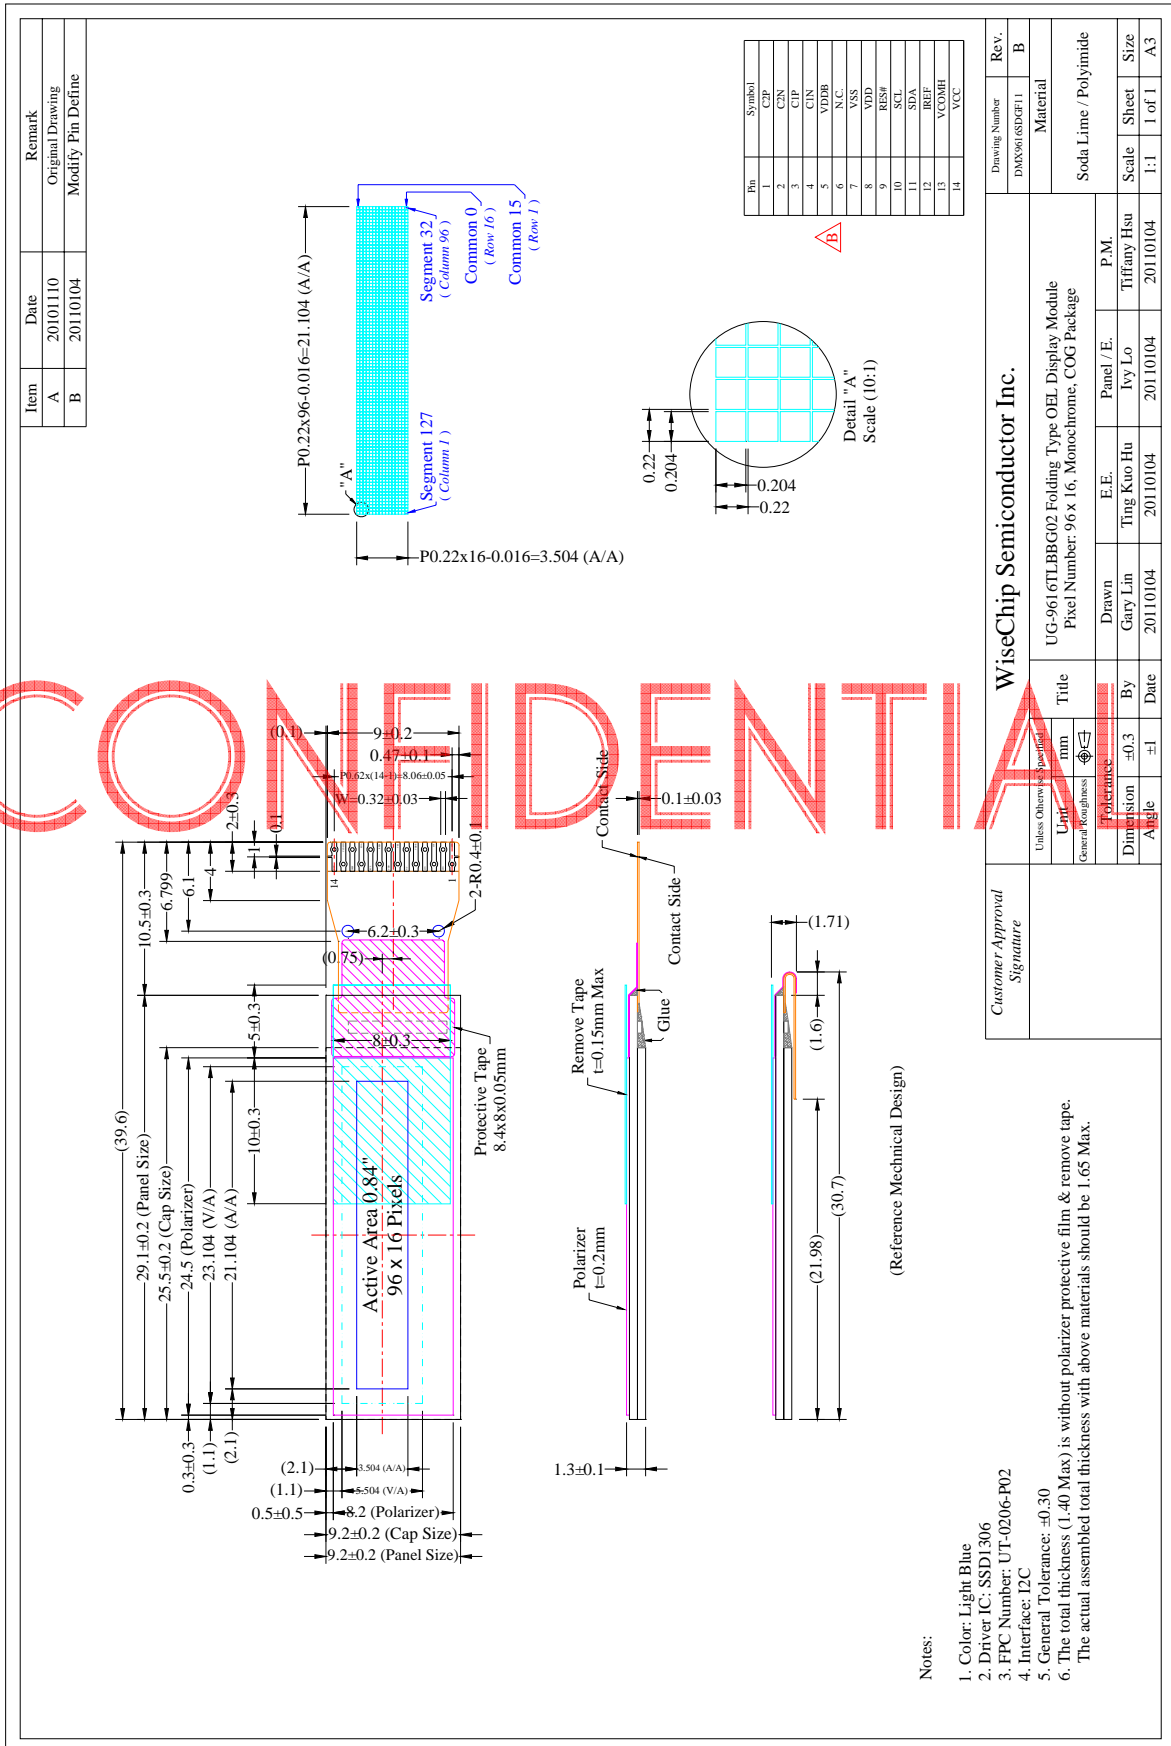 Item Date Remark
A 20101110 Original Drawing
B 20110104 Modify Pin Define
P0.22x96-0.016=21.104 (A/A)
"A"
Segment 127
( Column 1 )
Segment 32
( Column 96 )
Common 0
( Row 16 )
Common 15
( Row 1 )
P0.22x16-0.016=3.504 (A/A)
0.22
0.204
0.204
0.22
Detail "A"
Scale (10:1)
Pin Symbol
1 C2P
2 C2N
3 C1P
4 C1N
5 VDDB
6 N.C.
7 VSS
8 VDD
9 RES#
10 SCL
11 SDA
12 IREF
13 VCOMH
14 VCC
B
CONFIDENTIAL
(39.6)
29.1±0.2 (Panel Size)
10.5±0.3
25.5±0.2 (Cap Size)
6.799
24.5 (Polarizer)
6.1
23.104 (V/A)
4
21.104 (A/A)
2±0.3
1
0.1
0.3±0.3
(1.1)
(2.1)
5±0.3
10±0.3
(0.1)
9±0.2
0.47±0.1
P0.62x(14-1)=8.06±0.05
W=0.32±0.03
14
1
6.2±0.3
(0.75)
2-R0.4±0.1
8±0.3
Protective Tape
8.4x8x0.05mm
Active Area 0.84"
96 x 16 Pixels
(2.1)
3.504 (A/A)
(1.1)
5.504 (V/A)
0.5±0.5
8.2 (Polarizer)
9.2±0.2 (Cap Size)
9.2±0.2 (Panel Size)
Contact Side
0.1±0.03
Contact Side
Glue
Remove Tape
t=0.15mm Max
Polarizer
t=0.2mm
1.3±0.1
(1.71)
(1.6)
(21.98)
(30.7)
(Reference Mechnical Design)
Notes:
1. Color: Light Blue
2. Driver IC: SSD1306
3. FPC Number: UT-0206-P02
4. Interface: I2C
5. General Tolerance: ±0.30
6. The total thickness (1.40 Max) is without polarizer protective film & remove tape.
The actual assembled total thickness with above materials should be 1.65 Max.
Customer Approval
Signature
WiseChip Semiconductor Inc.
Drawing Number Rev.
DMX9616SDGF11 B
Unless Otherwise Specified
Unit mm
General Roughness
Tolerance
Dimension ±0.3
Angle ±1
Title
UG-9616TLBBG02 Folding Type OEL Display Module
Pixel Number: 96 x 16, Monochrome, COG Package
Material
Soda Lime / Polyimide
Drawn E.E. Panel / E. P.M.
By Gary Lin Ting Kuo Hu Ivy Lo Tiffany Hsu
Date 20110104 20110104 20110104 20110104
Scale Sheet Size
1:1 1 of 1 A3